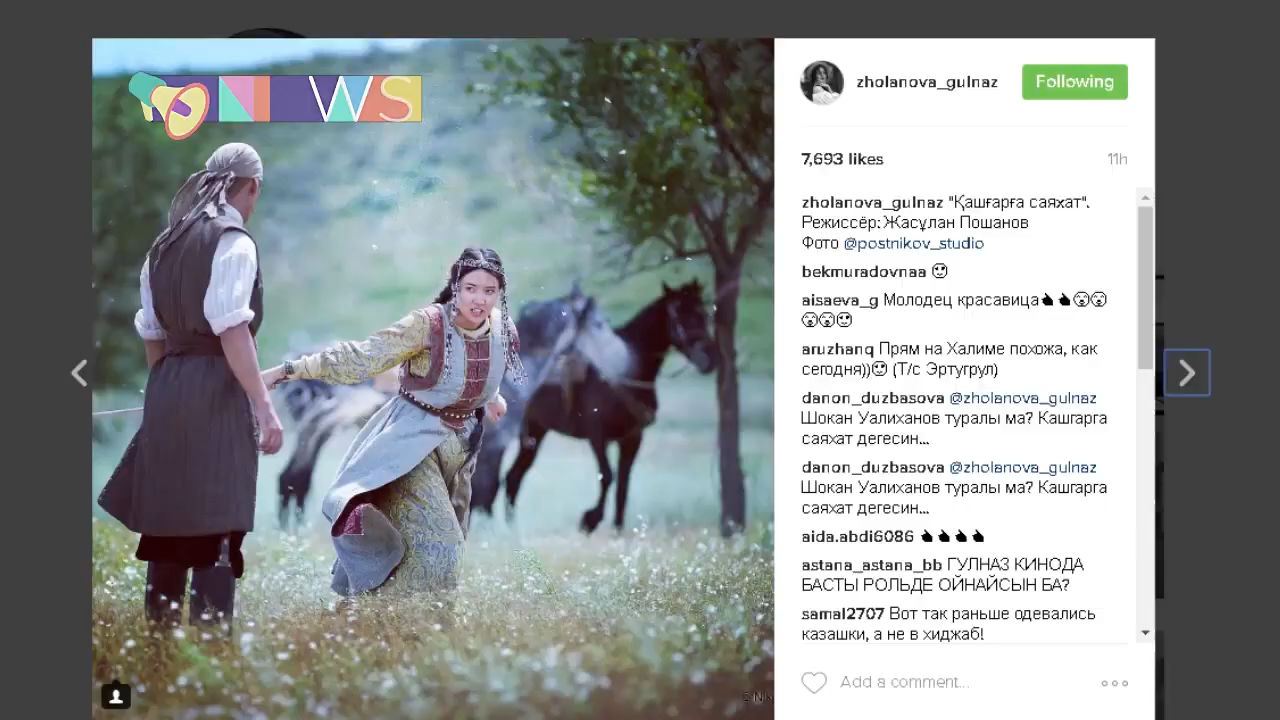 NEWS
zholanova_gulnaz
Following
7,693 likes
11h
zholanova_gulnaz "Қашғарға саяхат".
Режиссёр: Жасұлан Пошанов
Фото @postnikov_studio
bekmuradovnaa
aisaeva_g Молодец красавица
aruzhanq Прям на Халиме похожа, как
сегодня)) (Т/с Эртугрул)
danon_duzbasova @zholanova_gulnaz
Шокан Уалиханов туралы ма? Кашгарга
саяхат дегесин...
danon_duzbasova @zholanova_gulnaz
Шокан Уалиханов туралы ма? Кашгарга
саяхат дегесин...
aida.abdi6086
astana_astana_bb ГУЛНАЗ КИНОДА
БАСТЫ РОЛЬДЕ ОЙНАЙСЫН БА?
samal2707 Вот так раньше одевались
казашки, а не в хиджаб!
Add a comment...